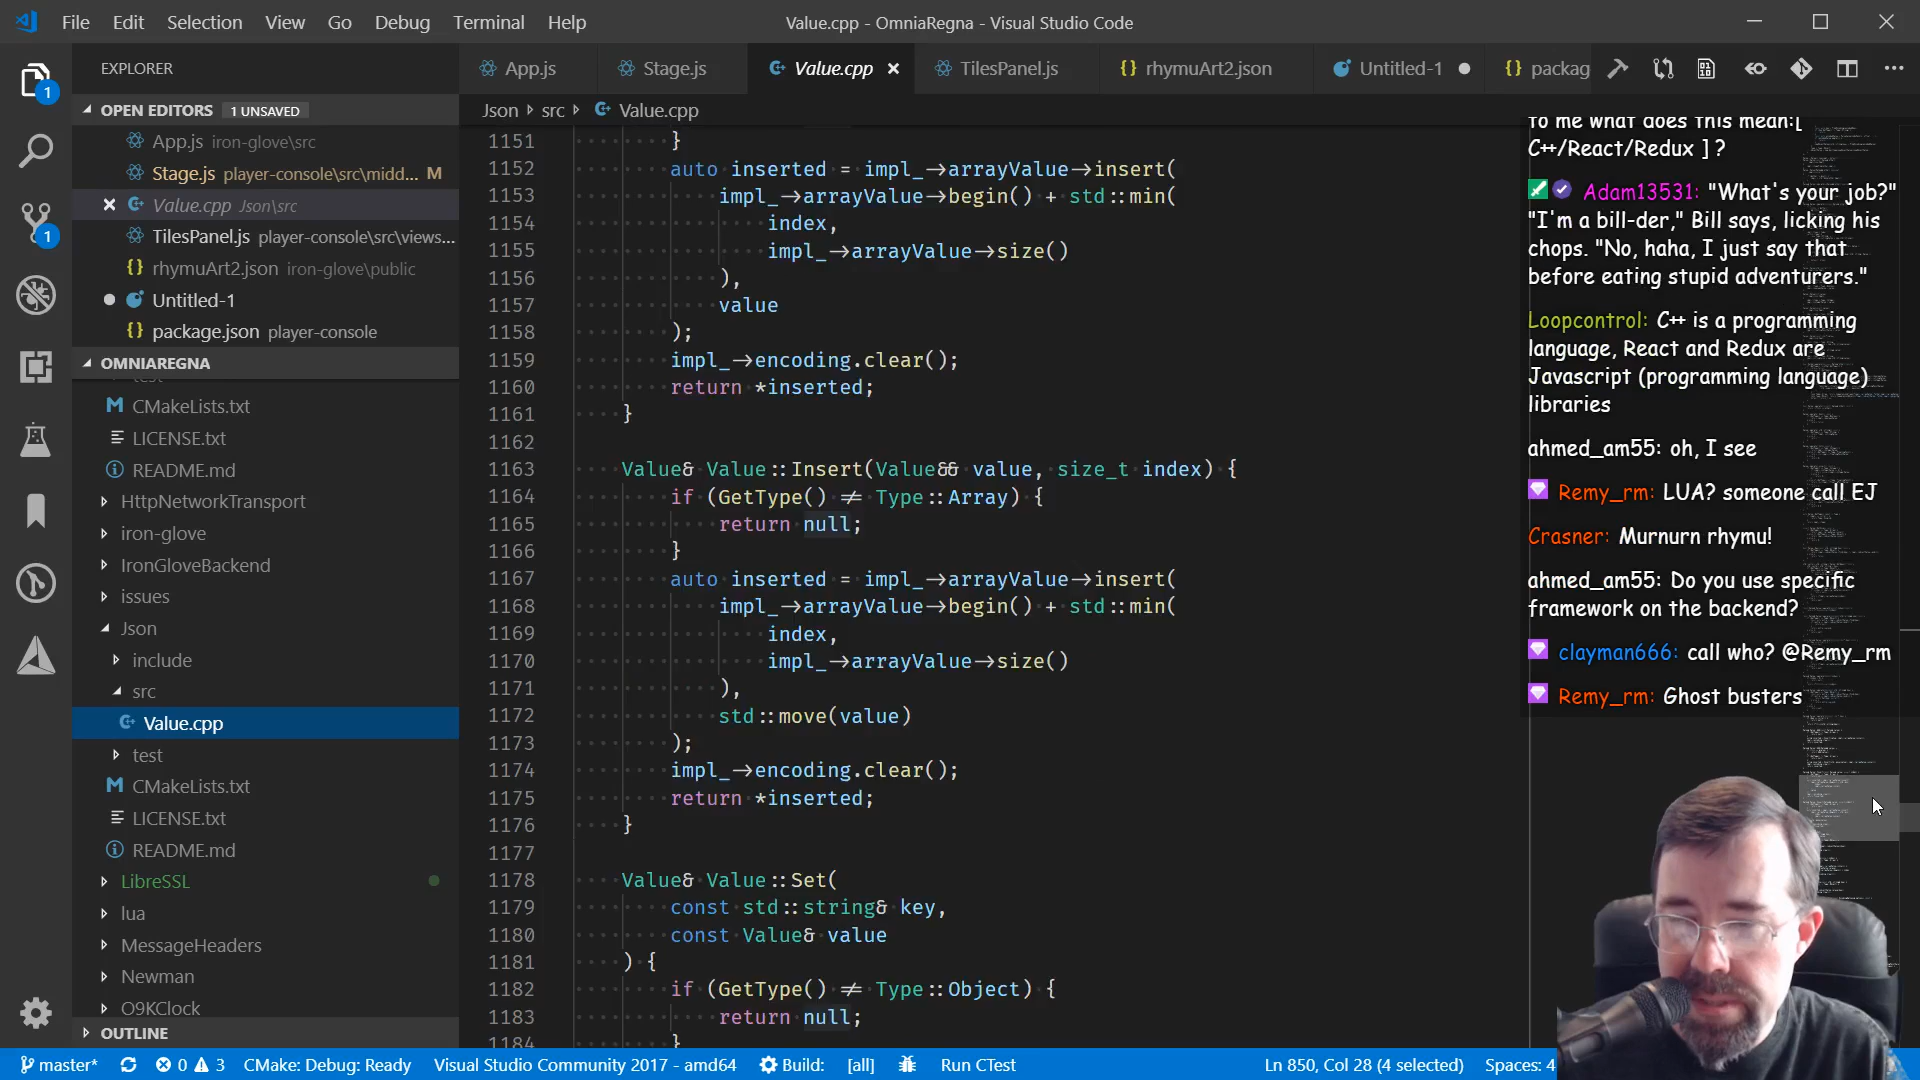 File Edit Selection View Go Debug Terminal Help
Value.cpp - OmniaRegna - Visual Studio Code
EXPLORER
OPEN EDITORS 1 UNSAVED
App.js iron-glove\src
Stage.js player-console\src\midd... M
Value.cpp Json\src
TilesPanel.js player-console\src\views...
rhymuArt2.json iron-glove\public
Untitled-1
package.json player-console
OMNIAREGNA
CMakeLists.txt
LICENSE.txt
README.md
HttpNetworkTransport
iron-glove
IronGloveBackend
issues
Json
include
src
Value.cpp
test
CMakeLists.txt
LICENSE.txt
README.md
LibreSSL
lua
MessageHeaders
Newman
O9KClock
OUTLINE
1
1
App.js Stage.js Value.cpp TilesPanel.js rhymuArt2.json Untitled-1 packag
Json src Value.cpp
1151 }
1152 auto inserted = impl_->arrayValue->insert(
1153 impl_->arrayValue->begin() + std::min(
1154 index,
1155 impl_->arrayValue->size()
1156 ),
1157 value
1158 );
1159 impl_->encoding.clear();
1160 return *inserted;
1161 }
1162
1163 Value& Value::Insert(Value&& value, size_t index) {
1164 if (GetType() != Type::Array) {
1165 return null;
1166 }
1167 auto inserted = impl_->arrayValue->insert(
1168 impl_->arrayValue->begin() + std::min(
1169 index,
1170 impl_->arrayValue->size()
1171 ),
1172 std::move(value)
1173 );
1174 impl_->encoding.clear();
1175 return *inserted;
1176 }
1177
1178 Value& Value::Set(
1179 const std::string& key,
1180 const Value& value
1181 ) {
1182 if (GetType() != Type::Object) {
1183 return null;
1184 }
to me what does this mean:[
C++/React/Redux ] ?
Adam13531: "What's your job?"
"I'm a bill-der," Bill says, licking his
chops. "No, haha, I just say that
before eating stupid adventurers."
Loopcontrol: C++ is a programming
language, React and Redux are
Javascript (programming language)
libraries
ahmed_am55: oh, I see
Remy_rm: LUA? someone call EJ
Crasner: Murnurn rhymu!
ahmed_am55: Do you use specific
framework on the backend?
clayman666: call who? @Remy_rm
Remy_rm: Ghost busters
master* 0 3 CMake: Debug: Ready Visual Studio Community 2017 - amd64 Build: [all] Run CTest Ln 850, Col 28 (4 selected) Spaces: 4